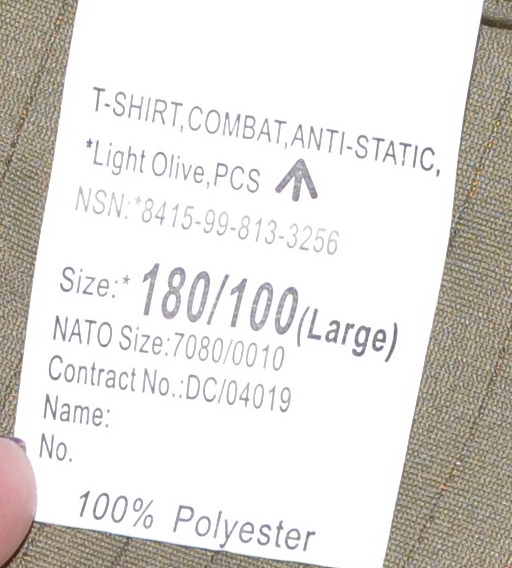 T-SHIRT,COMBAT,ANTI-STATIC,
*Light Olive,PCS
NSN:*8415-99-813-3256
Size:* 180/100(Large)
NATO Size:7080/0010
Contract No.:DC/04019
Name:
No.
100% Polyester